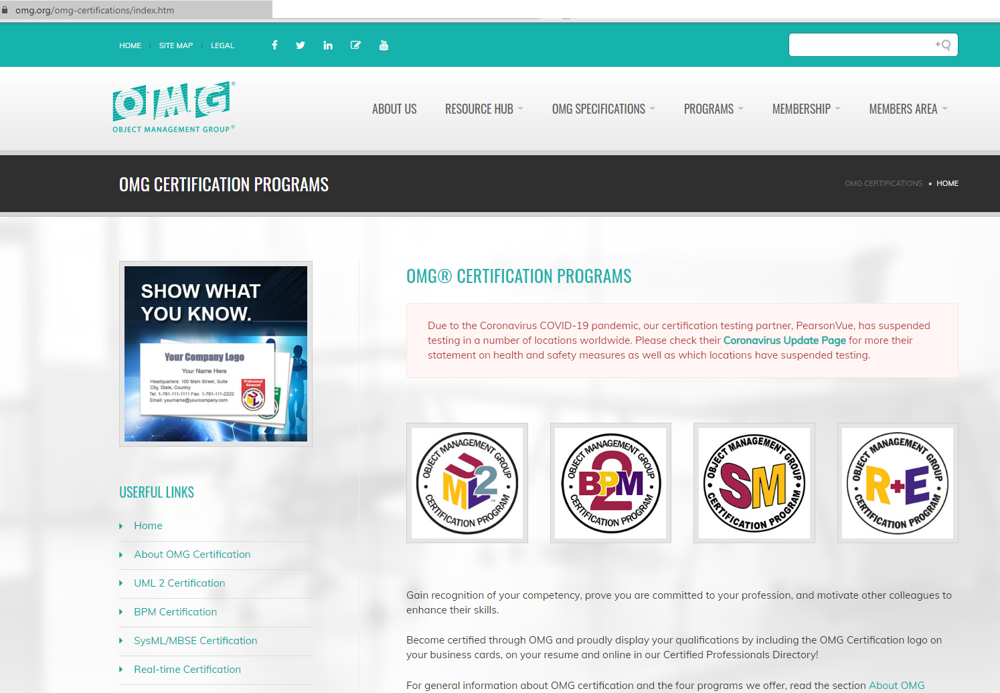 omg.org/omg-certifications/index.htm
HOME
SITE MAP
LEGAL
OMG®
OBJECT MANAGEMENT GROUP®
ABOUT US
RESOURCE HUB
OMG SPECIFICATIONS
PROGRAMS
MEMBERSHIP
MEMBERS AREA
OMG CERTIFICATION PROGRAMS
OMG CERTIFICATIONS • HOME
SHOW WHAT
YOU KNOW.
Your Company Logo
Your Name Here
Headquarters: 100 Main Street, Suite
City, State, Country
Tel. 1-781-111-1111 Fax. 1-781-111-2222
Email: yourname@yourcompany.com
Professional
Advanced
USERFUL LINKS
Home
About OMG Certification
UML 2 Certification
BPM Certification
SysML/MBSE Certification
Real-time Certification
OMG® CERTIFICATION PROGRAMS
Due to the Coronavirus COVID-19 pandemic, our certification testing partner, PearsonVue, has suspended
testing in a number of locations worldwide. Please check their Coronavirus Update Page for more their
statement on health and safety measures as well as which locations have suspended testing.
OBJECT MANAGEMENT GROUP
UML2™
CERTIFICATION PROGRAM
OBJECT MANAGEMENT GROUP
BPM 2
CERTIFICATION PROGRAM
OBJECT MANAGEMENT GROUP
SM
CERTIFICATION PROGRAM
OBJECT MANAGEMENT GROUP
R+E
CERTIFICATION PROGRAM
Gain recognition of your competency, prove you are committed to your profession, and motivate other colleagues to
enhance their skills.
Become certified through OMG and proudly display your qualifications by including the OMG Certification logo on
your business cards, on your resume and online in our Certified Professionals Directory!
For general information about OMG certification and the four programs we offer, read the section About OMG